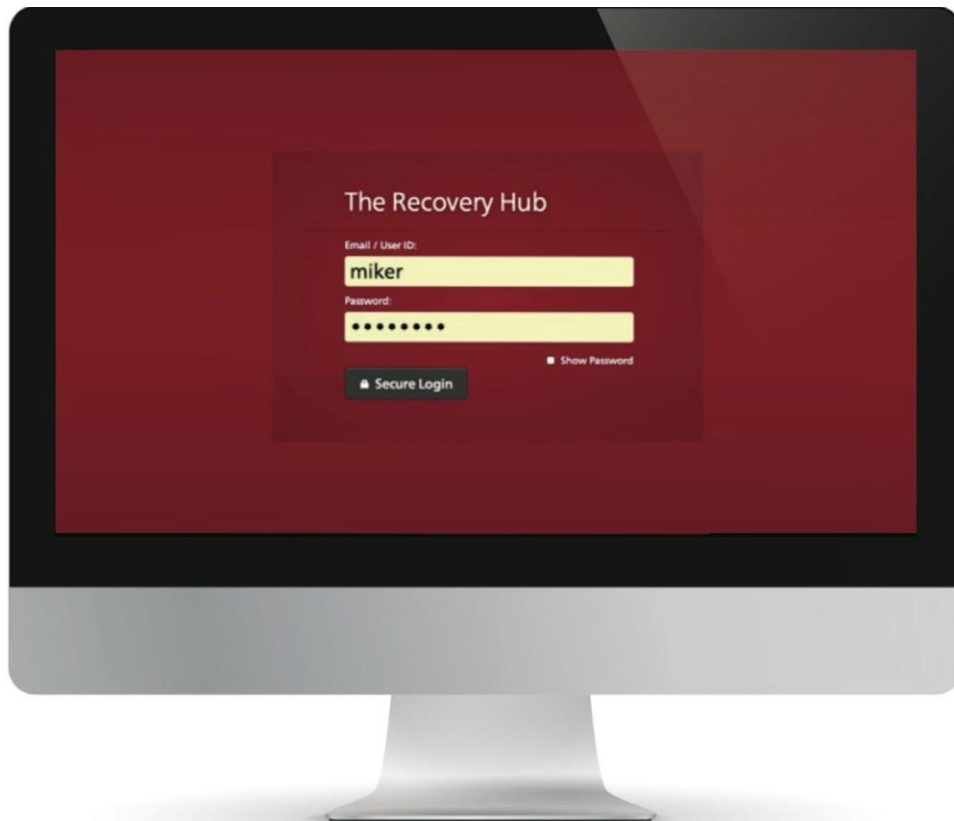 The Recovery Hub
Email / User ID:
miker
Password:
••••••••
Show Password
Secure Login